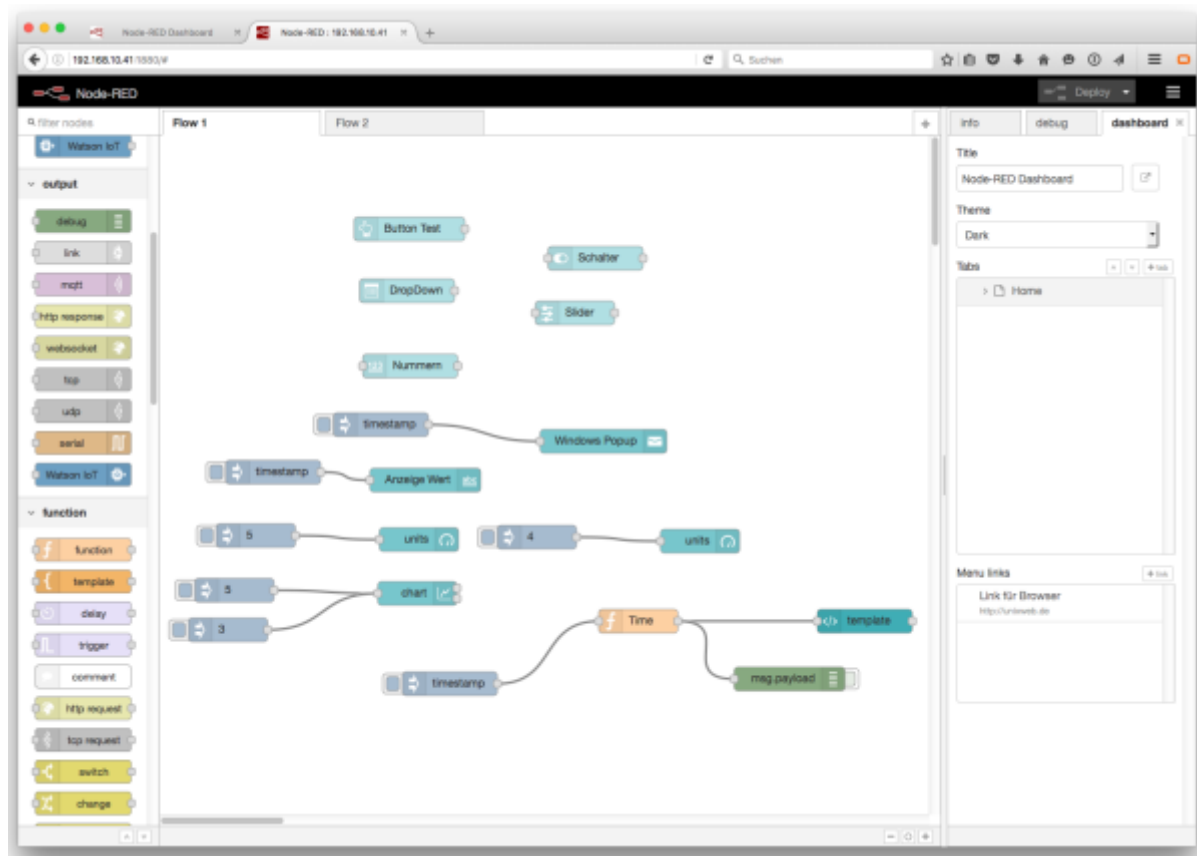 Node-RED Dashboard
Node-RED : 192.168.10.41
192.168.10.41:1880/#
Suchen
Node-RED
Deploy
filter nodes
Flow 1
Flow 2
info
debug
dashboard
Watson IoT
output
debug
link
mqtt
http response
websocket
tcp
udp
serial
Watson IoT
function
function
template
delay
trigger
comment
http request
tcp request
switch
change
Button Test
Schalter
DropDown
Slider
Nummern
timestamp
Windows Popup
timestamp
Anzeige Wert
abc
5
units
4
units
5
chart
3
Time
template
timestamp
msg.payload
Title
Node-RED Dashboard
Theme
Dark
Tabs
+ tab
Home
Menu links
+ link
Link für Browser